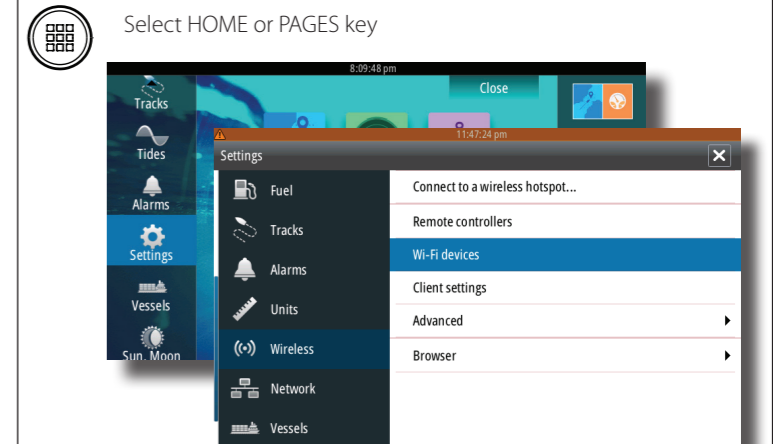 Select HOME or PAGES key
8:09:48 pm
Tracks
Close
Tides
Alarms
Settings
Vessels
Sun, Moon
11:47:24 pm
Settings
Fuel
Tracks
Alarms
Units
Wireless
Network
Vessels
Connect to a wireless hotspot...
Remote controllers
Wi-Fi devices
Client settings
Advanced
Browser